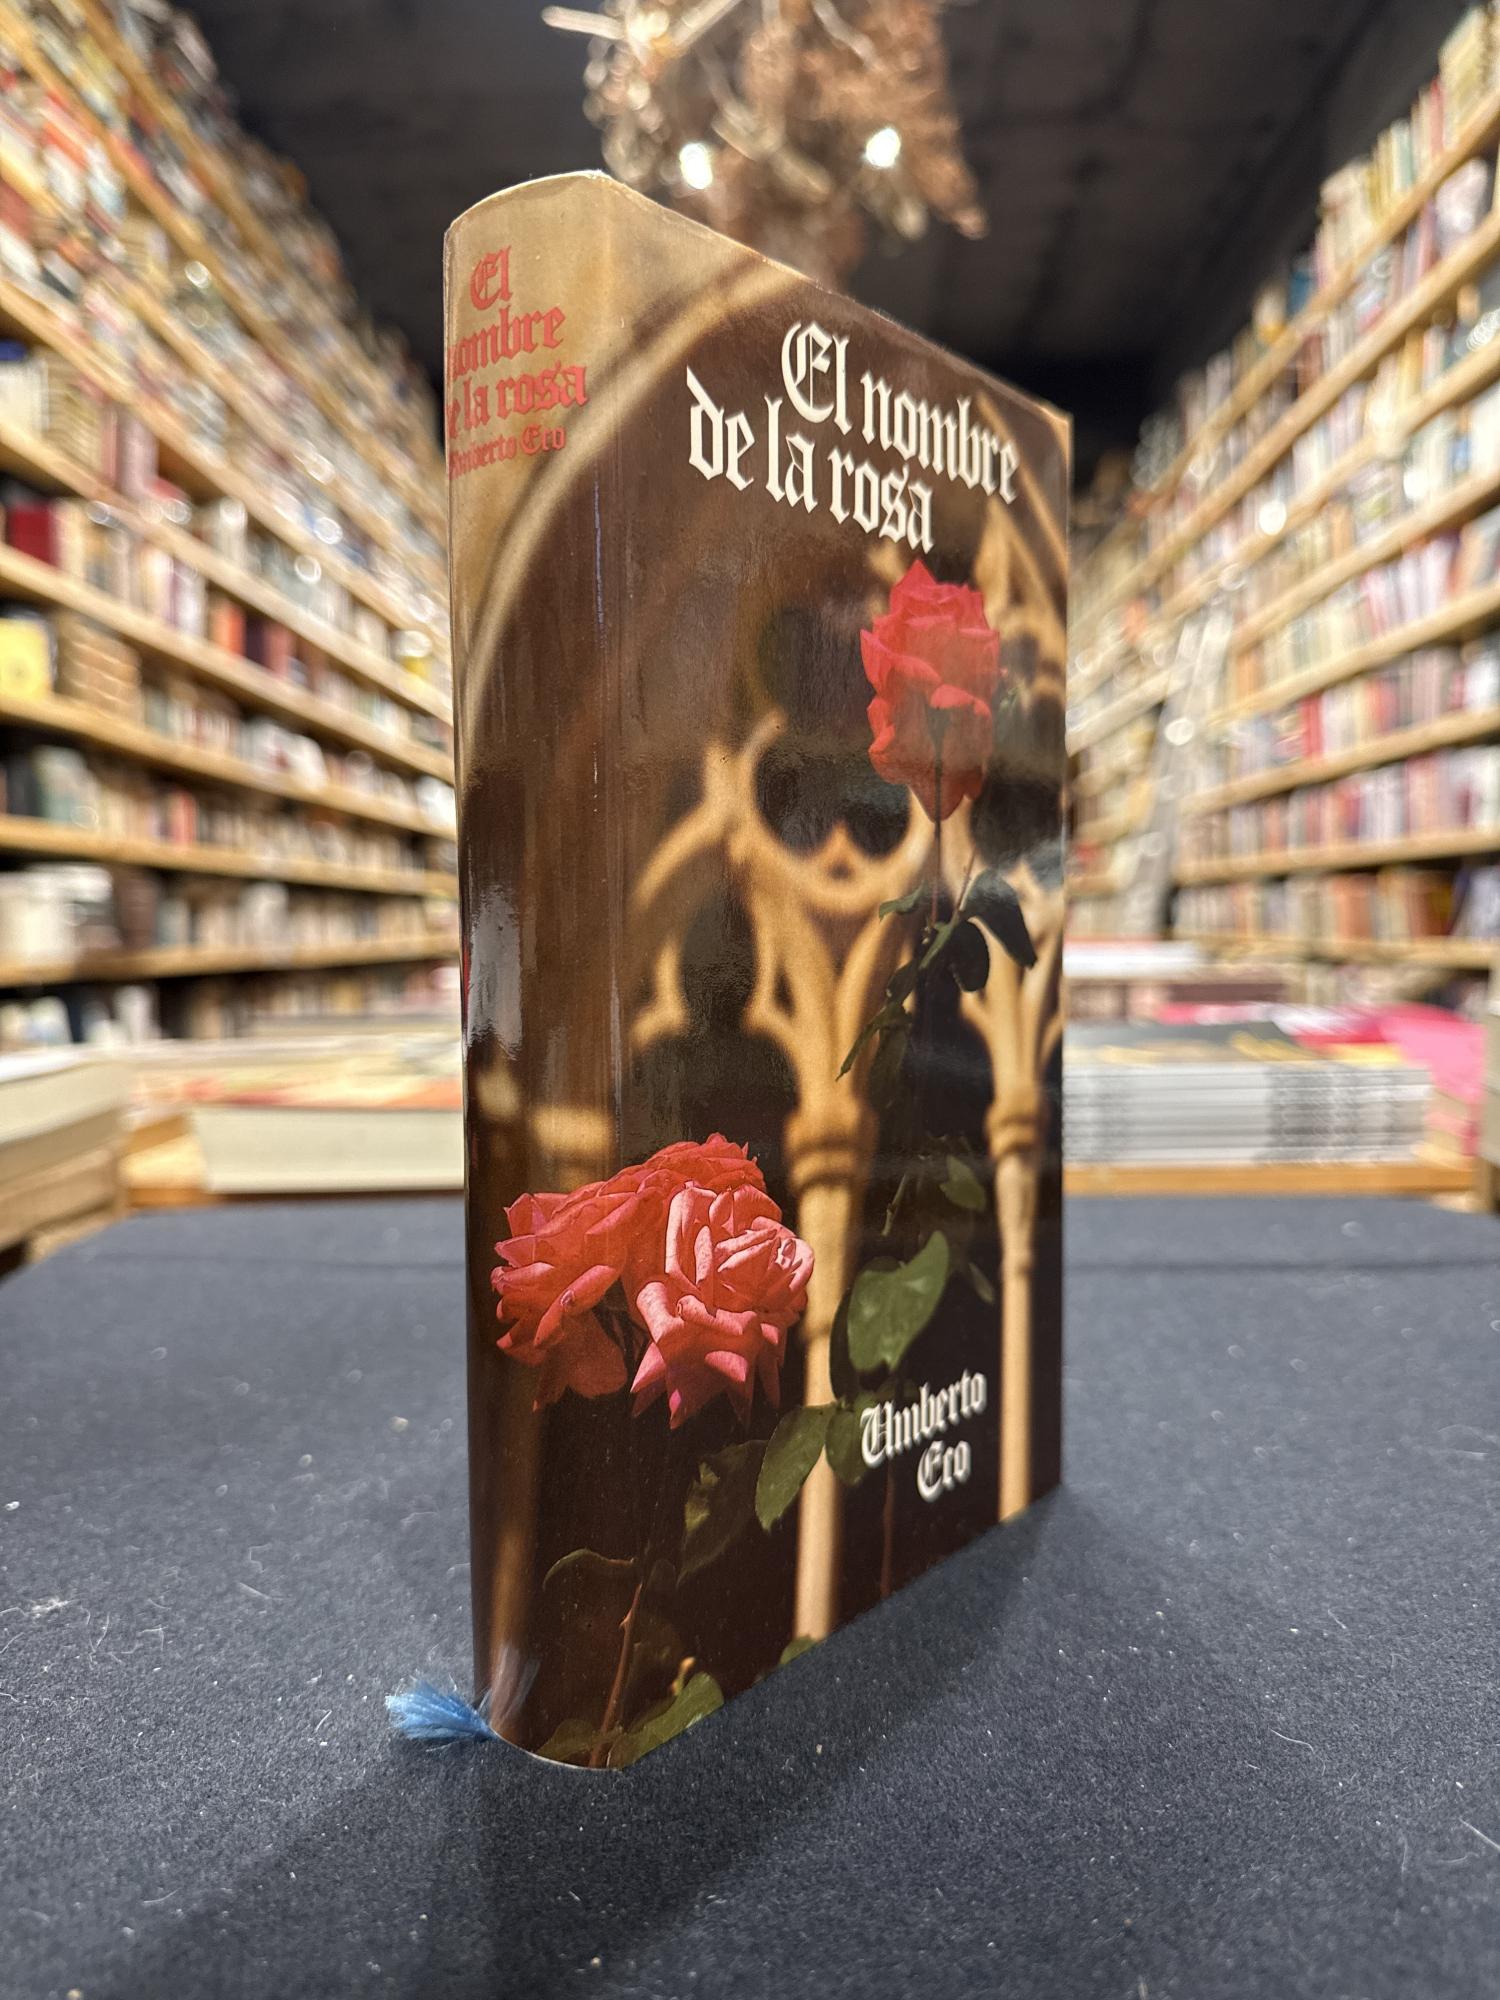 El
nombre
de la rosa
Umberto Eco
El nombre
de la rosa
Umberto
Eco